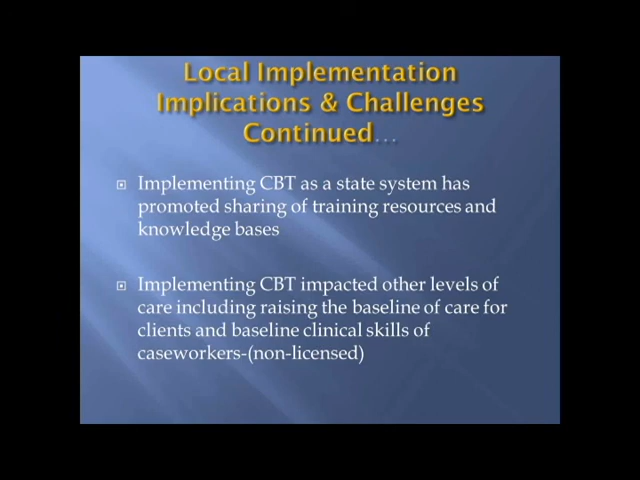 Local Implementation
Implications & Challenges
Continued...
Implementing CBT as a state system has
promoted sharing of training resources and
knowledge bases
Implementing CBT impacted other levels of
care including raising the baseline of care for
clients and baseline clinical skills of
caseworkers-(non-licensed)